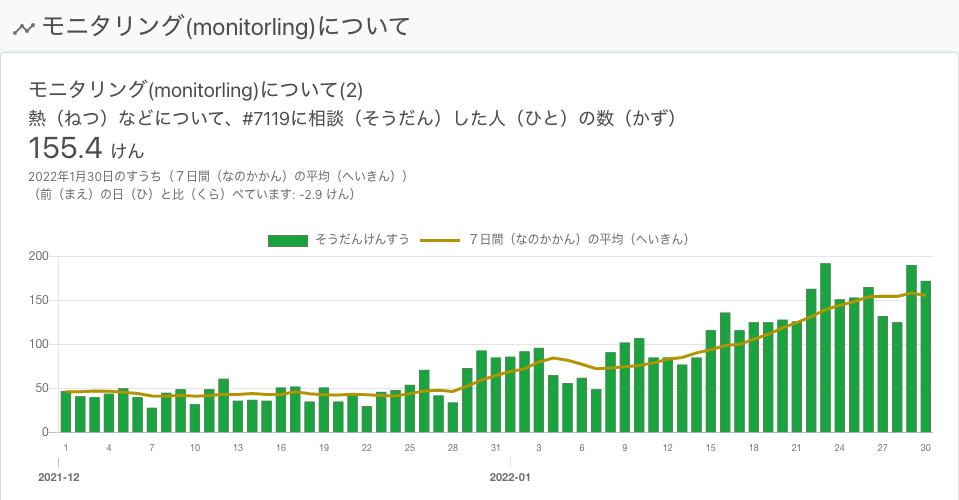 モニタリング(monitorling)について
モニタリング(monitorling)について(2)
熱（ねつ）などについて、#7119に相談（そうだん）した人（ひと）の数（かず）
155.4 けん
2022年1月30日のすうち（７日間（なのかかん）の平均（へいきん））
（前（まえ）の日（ひ）と比（くら）べています: -2.9 けん）
そうだんけんすう ７日間（なのかかん）の平均（へいきん）
200
150
100
50
0
1 4 7 10 13 16 19 22 25 28 31 3 6 9 12 15 18 21 24 27 30
2021-12 2022-01